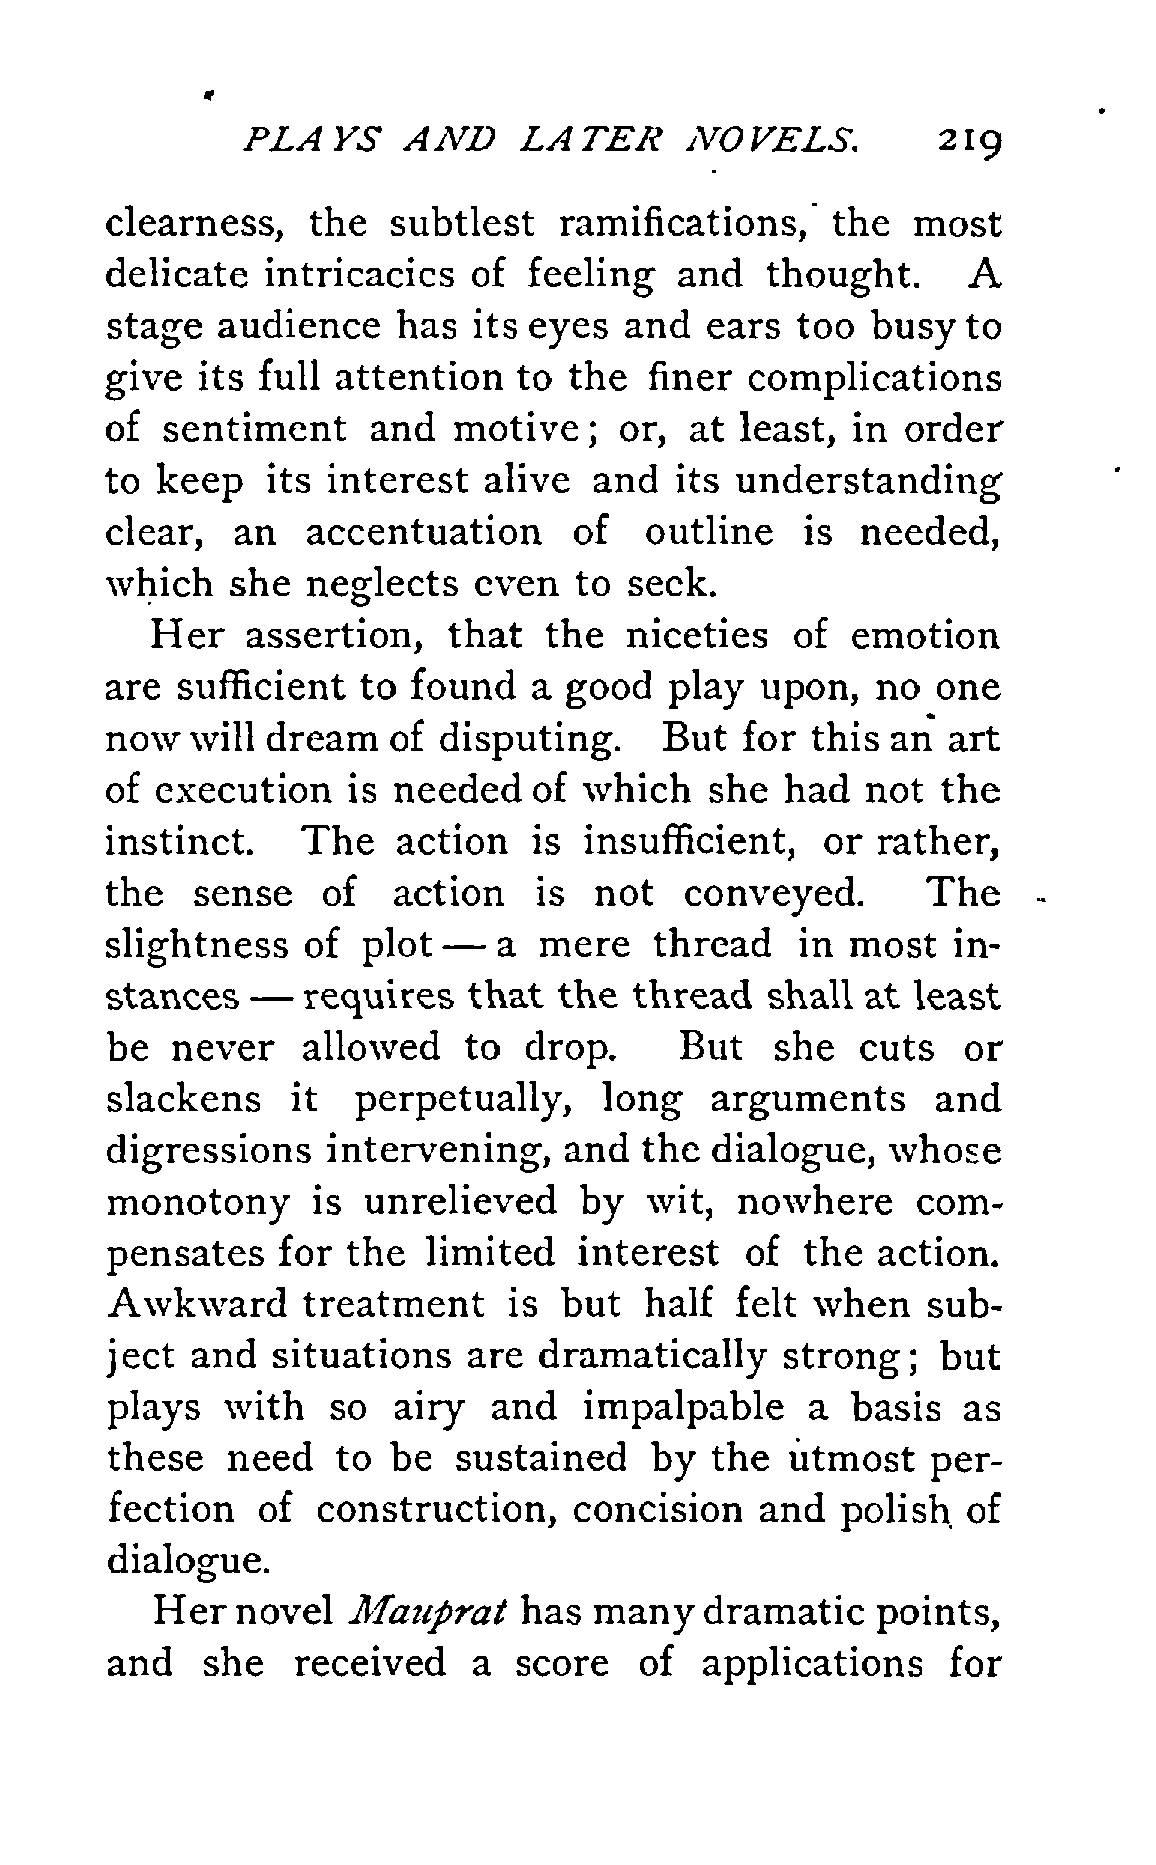 PLAYS AND LATER NOVELS. 219
clearness, the subtlest ramifications, the most
delicate intricacies of feeling and thought. A
stage audience has its eyes and ears too busy to
give its full attention to the finer complications
of sentiment and motive; or, at least, in order
to keep its interest alive and its understanding
clear, an accentuation of outline is needed,
which she neglects even to seek.
Her assertion, that the niceties of emotion
are sufficient to found a good play upon, no one
now will dream of disputing. But for this an art
of execution is needed of which she had not the
instinct. The action is insufficient, or rather,
the sense of action is not conveyed. The
slightness of plot — a mere thread in most in-
stances — requires that the thread shall at least
be never allowed to drop. But she cuts or
slackens it perpetually, long arguments and
digressions intervening, and the dialogue, whose
monotony is unrelieved by wit, nowhere com-
pensates for the limited interest of the action.
Awkward treatment is but half felt when sub-
ject and situations are dramatically strong; but
plays with so airy and impalpable a basis as
these need to be sustained by the utmost per-
fection of construction, concision and polish of
dialogue.
Her novel Mauprat has many dramatic points,
and she received a score of applications for